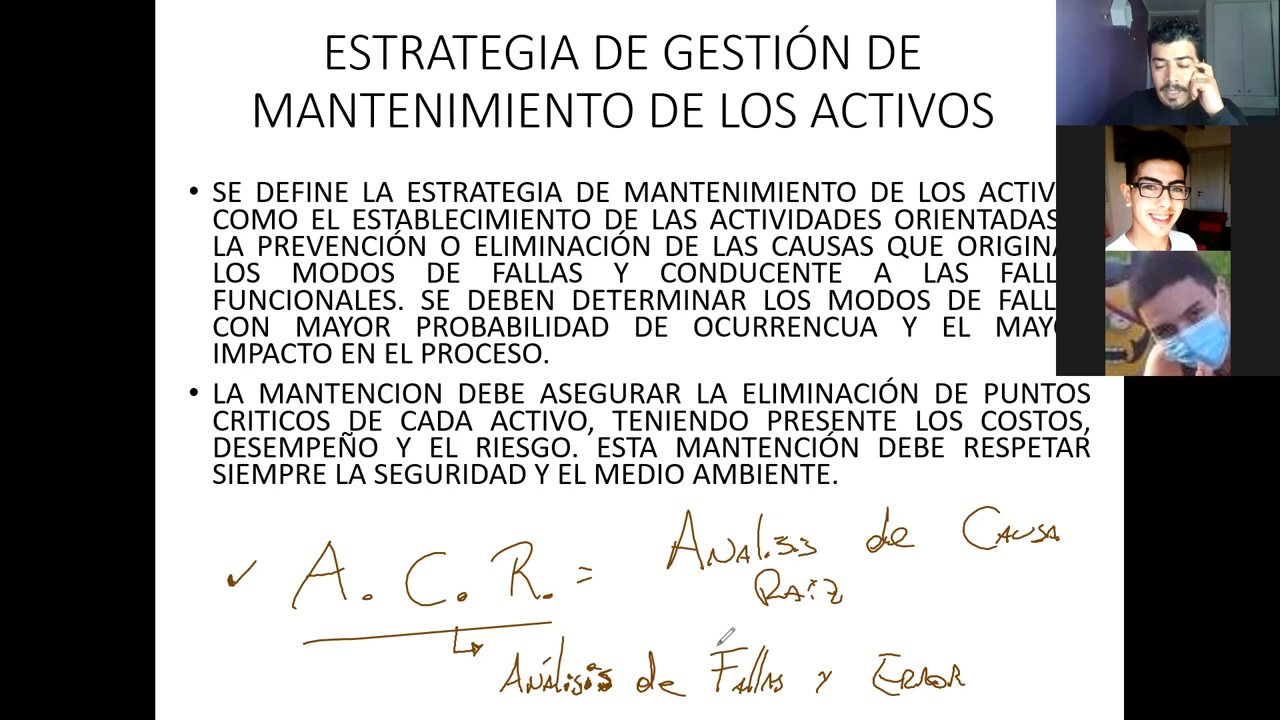 ESTRATEGIA DE GESTIÓN DE
MANTENIMIENTO DE LOS ACTIVOS
• SE DEFINE LA ESTRATEGIA DE MANTENIMIENTO DE LOS ACTIV
COMO EL ESTABLECIMIENTO DE LAS ACTIVIDADES ORIENTADAS
LA PREVENCIÓN O ELIMINACIÓN DE LAS CAUSAS QUE ORIGIN
LOS MODOS DE FALLAS Y CONDUCENTE A LAS FALL
FUNCIONALES. SE DEBEN DETERMINAR LOS MODOS DE FALL
CON MAYOR PROBABILIDAD DE OCURRENCUA Y EL MAY
IMPACTO EN EL PROCESO.
• LA MANTENCION DEBE ASEGURAR LA ELIMINACIÓN DE PUNTOS
CRITICOS DE CADA ACTIVO, TENIENDO PRESENTE LOS COSTOS,
DESEMPEÑO Y EL RIESGO. ESTA MANTENCIÓN DEBE RESPETAR
SIEMPRE LA SEGURIDAD Y EL MEDIO AMBIENTE.
✓ A. C. R. = Analisis de Causa
Raiz
Análisis de Fallas y Error